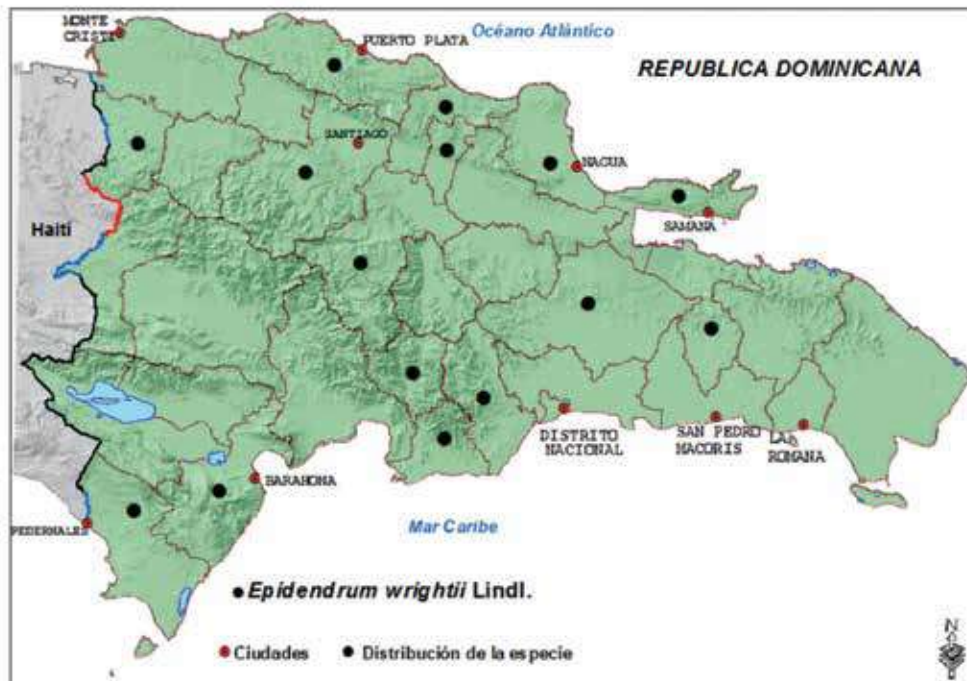 MONTE
CRISTI
PUERTO PLATA
Océano Atlántico
REPUBLICA DOMINICANA
SANTIAGO
NAGUA
Haití
SAMANA
DISTRITO
NACIONAL
SAN PEDRO
MACORIS
LA
ROMANA
BARAHONA
PEDERNALES
Mar Caribe
Epidendrum wrightii Lindl.
Ciudades
Distribución de la especie
N